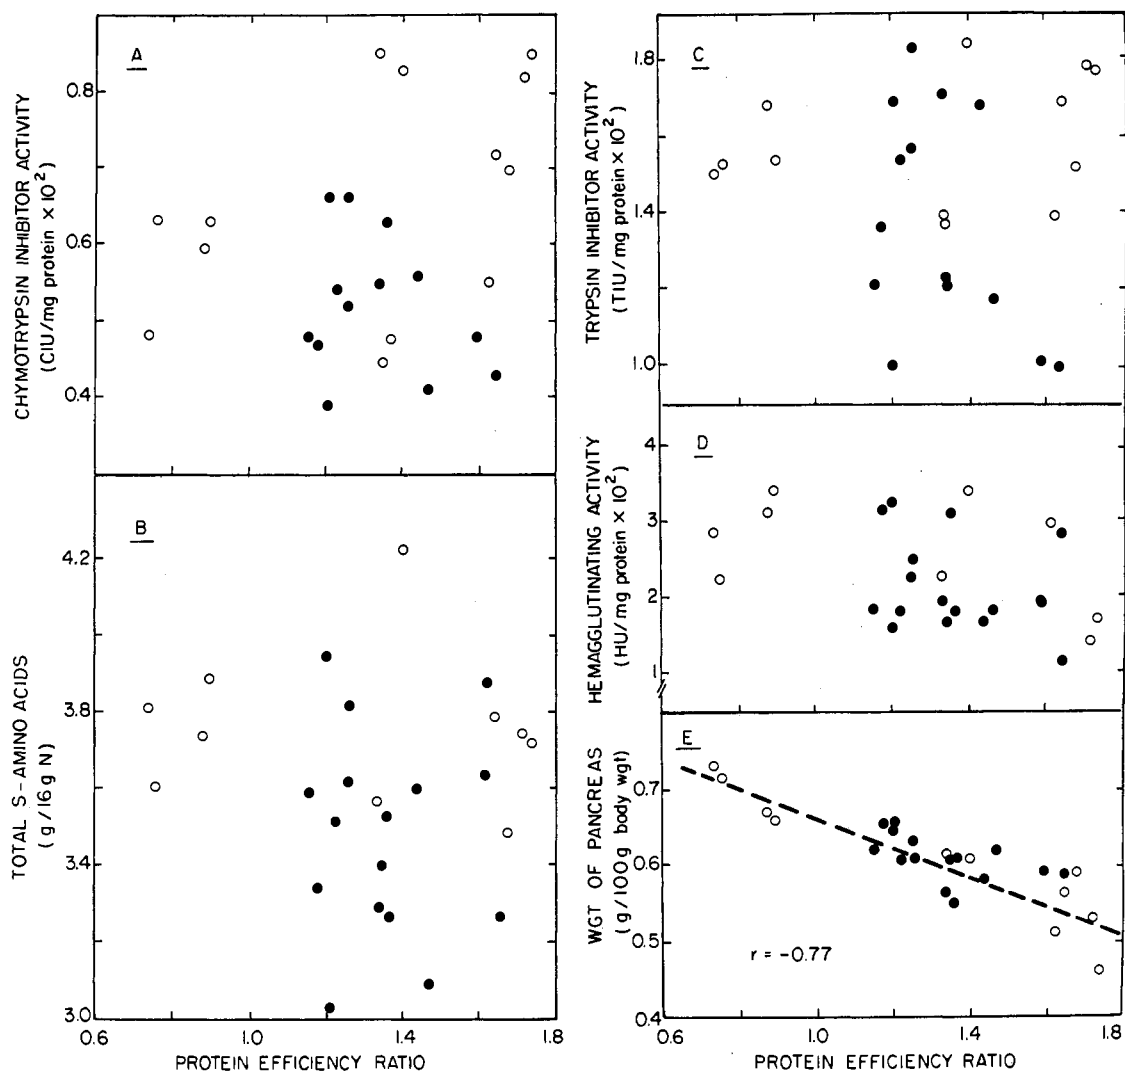 A
CHYMOTRYPSIN INHIBITOR ACTIVITY
(CIU/mg protein × 10²)
0.8
0.6
0.4
B
TOTAL S-AMINO ACIDS
(g/16g N)
4.2
3.8
3.4
3.0
0.6 1.0 1.4 1.8
PROTEIN EFFICIENCY RATIO
C
TRYPSIN INHIBITOR ACTIVITY
(TIU/mg protein × 10²)
1.8
1.4
1.0
D
HEMAGGLUTINATING ACTIVITY
(HU/mg protein × 10²)
4
3
2
1
E
WGT OF PANCREAS
(g/100g body wgt)
0.7
0.6
0.5
0.4
r = -0.77
0.6 1.0 1.4 1.8
PROTEIN EFFICIENCY RATIO